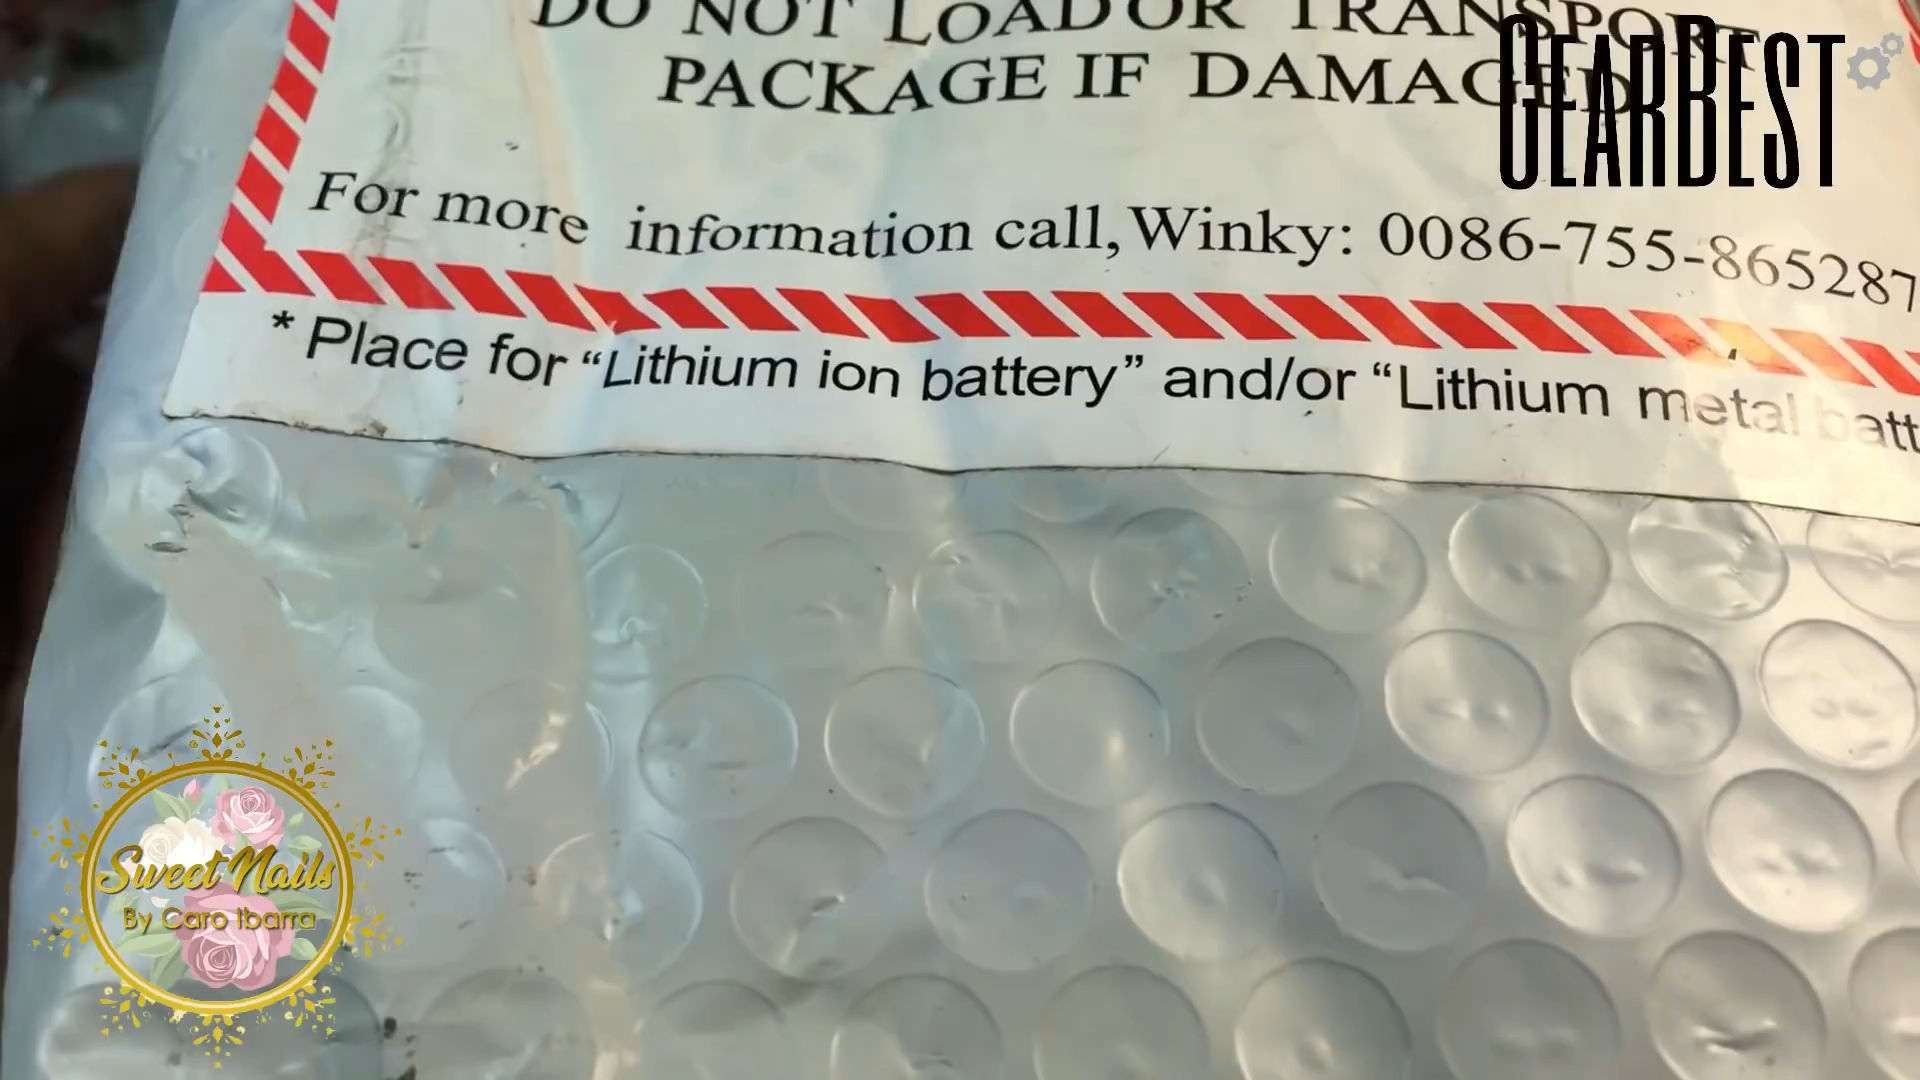 DO NOT LOAD OR TRANSPORT
PACKAGE IF DAMAGED
GEARBEST
For more information call, Winky: 0086-755-865287
* Place for “Lithium ion battery” and/or “Lithium metal batt
Sweet Nails
By Caro Ibarra